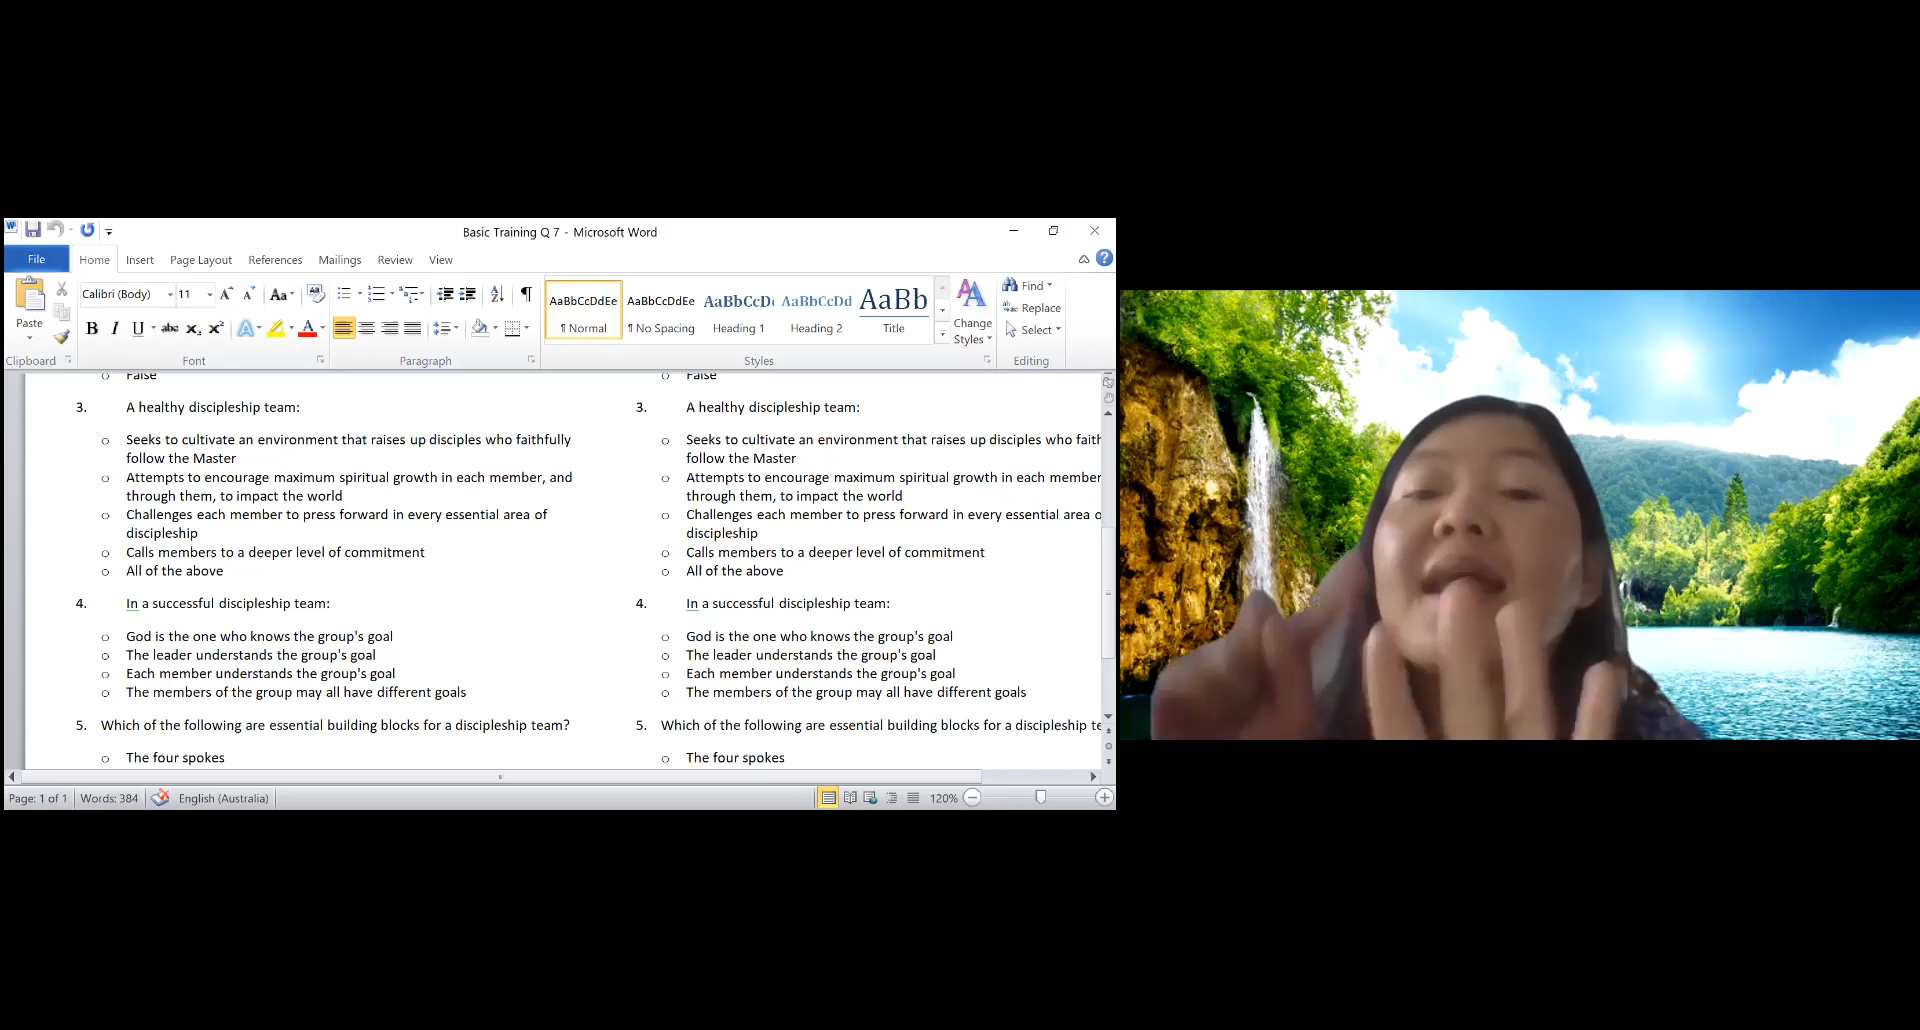 Basic Training Q 7 - Microsoft Word
File Home Insert Page Layout References Mailings Review View
Calibri (Body) 11 Aa
AaBbCcDdEe AaBbCcDdEe AaBbCcD AaBbCcDd AaBb
Paste
B I U abc X₂ X² A A
¶ Normal ¶ No Spacing Heading 1 Heading 2 Title
Change
Styles
Find
Replace
Select
Clipboard Font Paragraph Styles Editing
False
3. A healthy discipleship team:
Seeks to cultivate an environment that raises up disciples who faithfully
follow the Master
Attempts to encourage maximum spiritual growth in each member, and
through them, to impact the world
Challenges each member to press forward in every essential area of
discipleship
Calls members to a deeper level of commitment
All of the above
4. In a successful discipleship team:
God is the one who knows the group's goal
The leader understands the group's goal
Each member understands the group's goal
The members of the group may all have different goals
5. Which of the following are essential building blocks for a discipleship team?
The four spokes
False
3. A healthy discipleship team:
Seeks to cultivate an environment that raises up disciples who faith
follow the Master
Attempts to encourage maximum spiritual growth in each member
through them, to impact the world
Challenges each member to press forward in every essential area o
discipleship
Calls members to a deeper level of commitment
All of the above
4. In a successful discipleship team:
God is the one who knows the group's goal
The leader understands the group's goal
Each member understands the group's goal
The members of the group may all have different goals
5. Which of the following are essential building blocks for a discipleship te
The four spokes
Page: 1 of 1 Words: 384 English (Australia) 120%